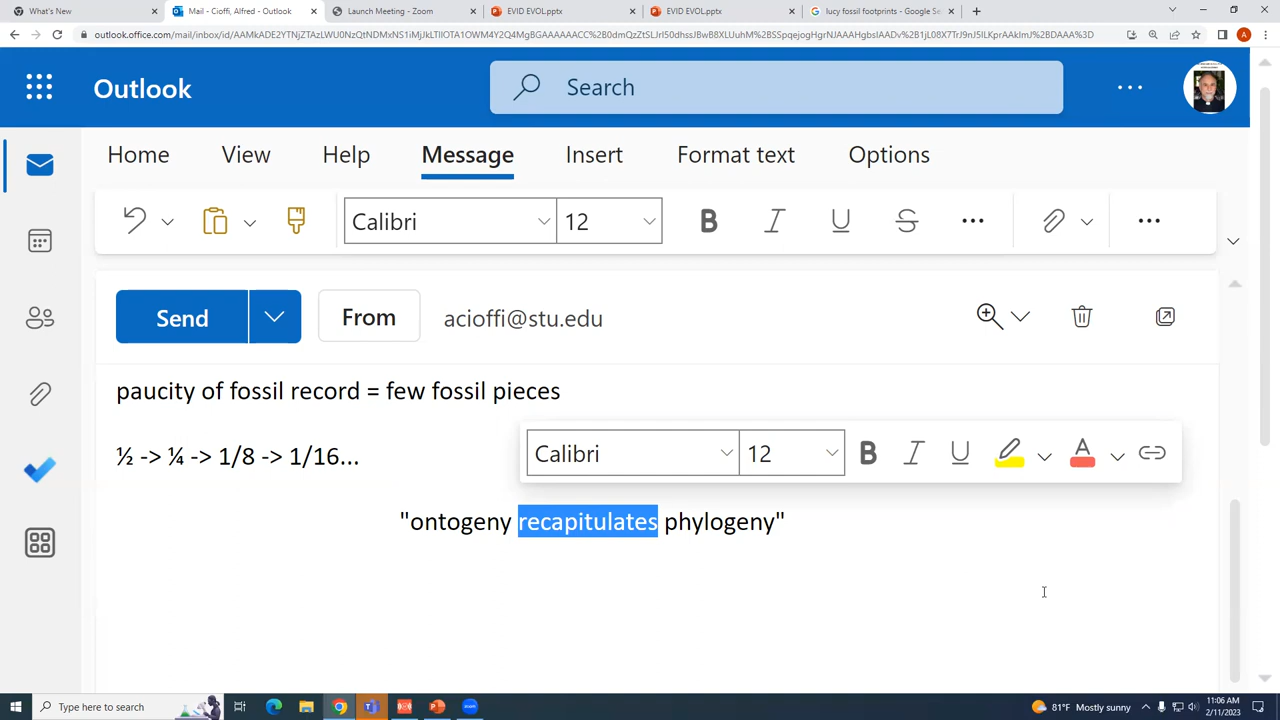 What's New
Mail - Cioffi, Alfred - Outlook
Launch Meeting - Zoom
EVID EVOL.pptx
EVID EVOL.pptx
lucy fossil footprints - Google Se
Outlook
Search
Home View Help Message Insert Format text Options
Calibri 12 B I U S
Send From acioffi@stu.edu
paucity of fossil record = few fossil pieces
Calibri 12 B I U A
½ -> ¼ -> 1/8 -> 1/16...
"ontogeny recapitulates phylogeny"
Type here to search
81°F Mostly sunny
11:06 AM
2/11/2023